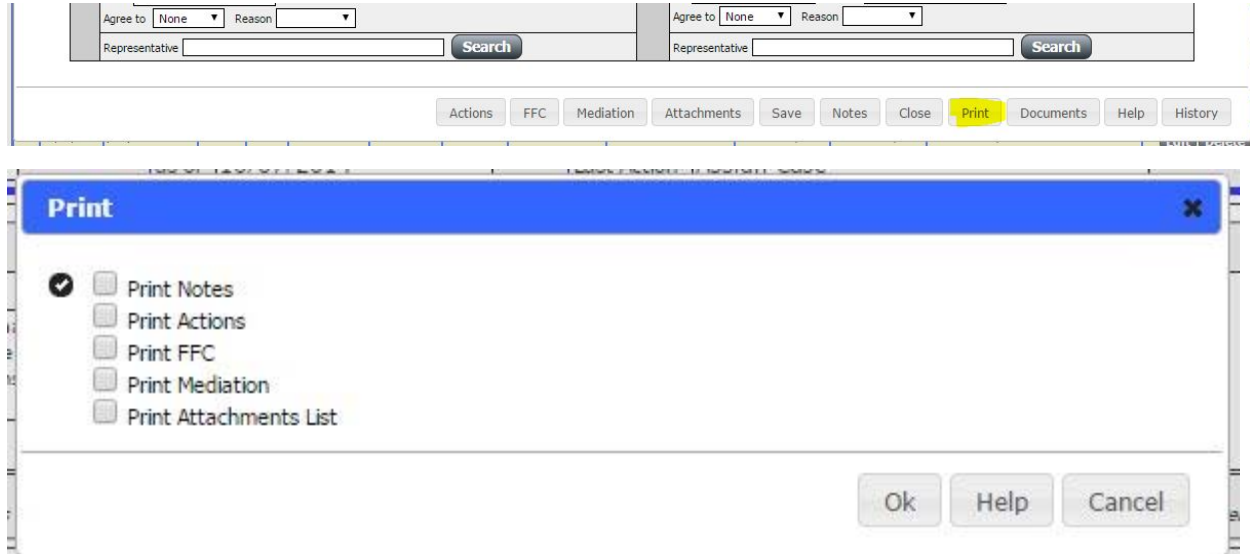 Agree to None Reason Agree to None Reason
Representative Search Representative Search
Actions FFC Mediation Attachments Save Notes Close Print Documents Help History
Print
Print Notes
Print Actions
Print FFC
Print Mediation
Print Attachments List
Ok Help Cancel